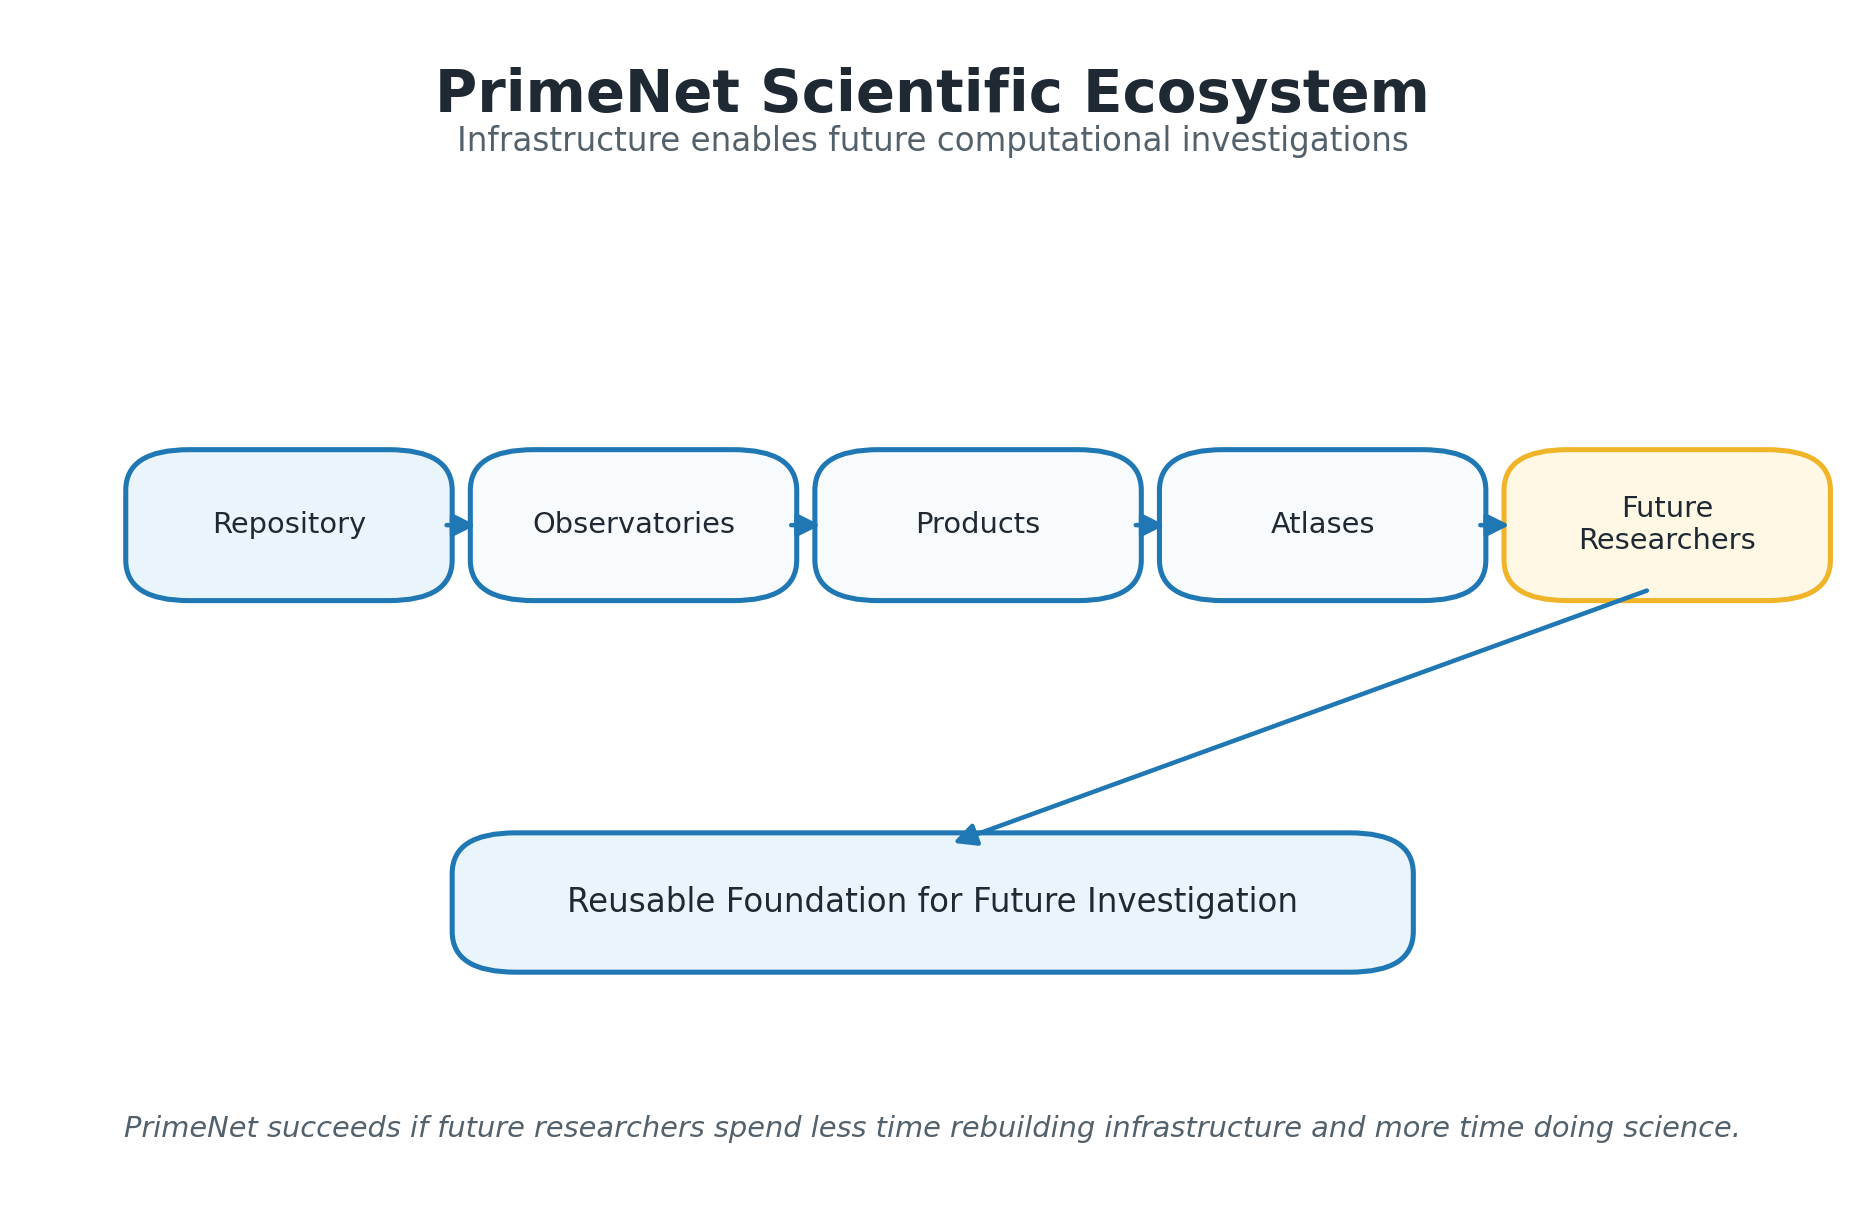 PrimeNet Scientific Ecosystem
Infrastructure enables future computational investigations
Repository
Observatories
Products
Atlases
Future
Researchers
Reusable Foundation for Future Investigation
PrimeNet succeeds if future researchers spend less time rebuilding infrastructure and more time doing science.